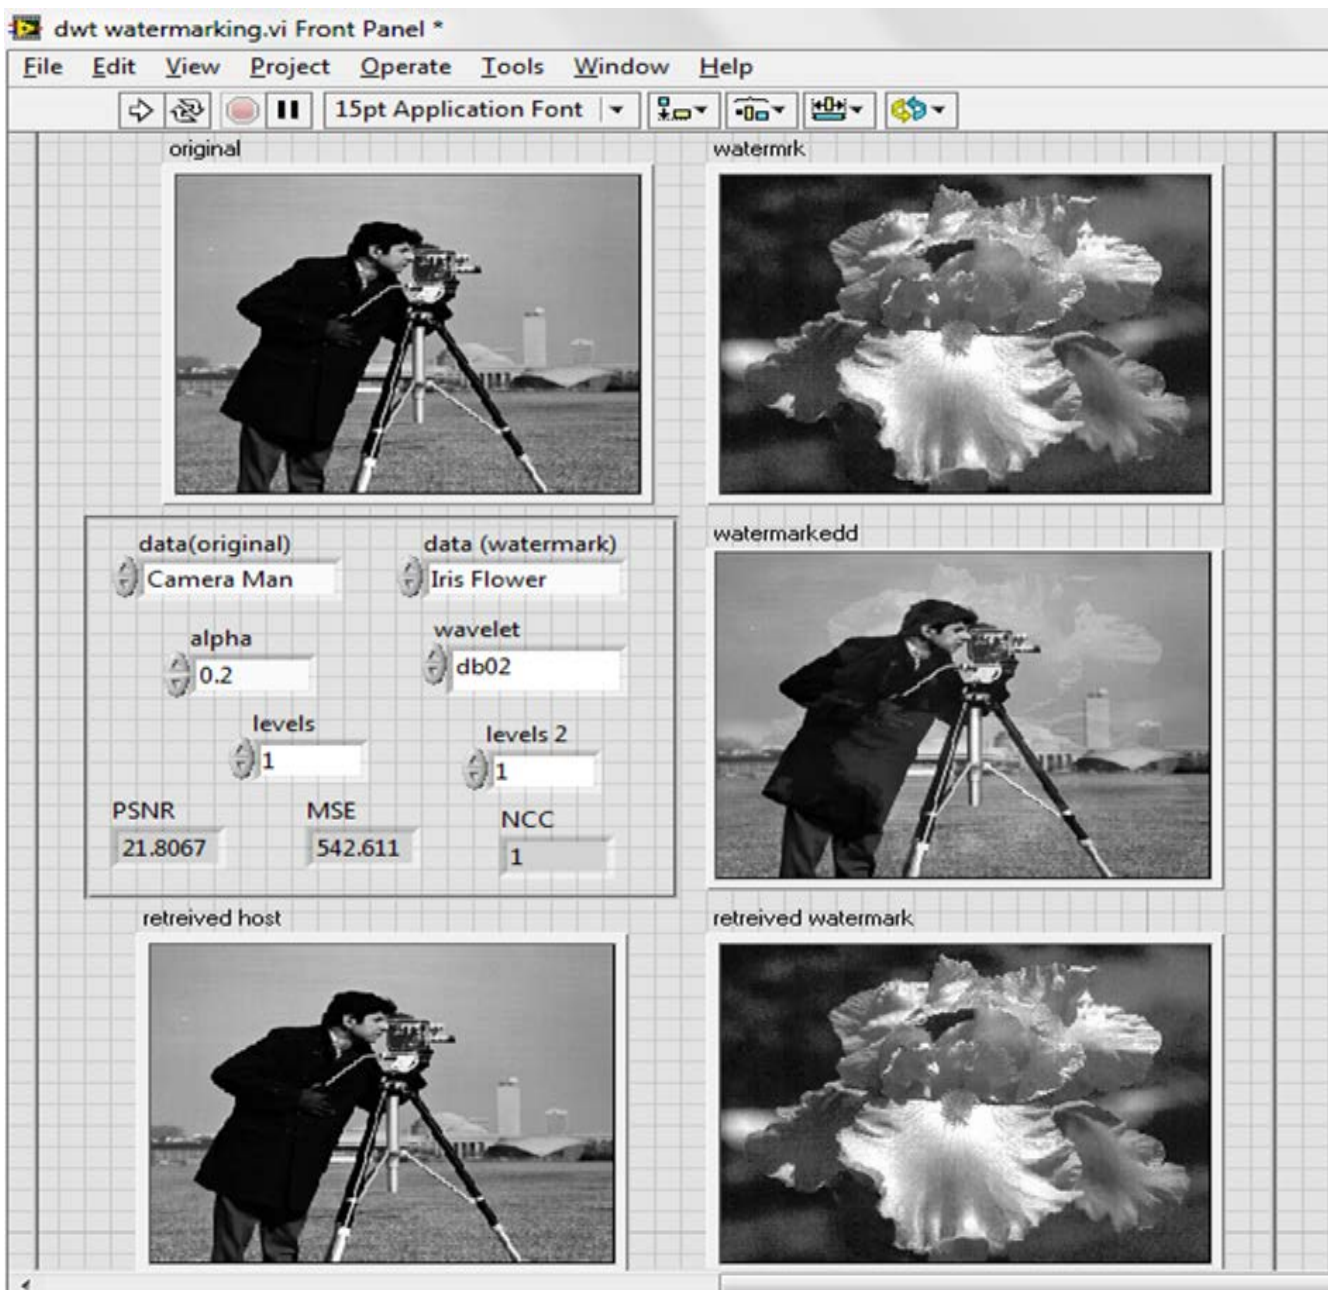 dwt watermarking.vi Front Panel *
File Edit View Project Operate Tools Window Help
15pt Application Font
original
watermrk
data(original)
Camera Man
data (watermark)
Iris Flower
alpha
0.2
wavelet
db02
levels
1
levels 2
1
PSNR
21.8067
MSE
542.611
NCC
1
watermarkedd
retreived host
retreived watermark